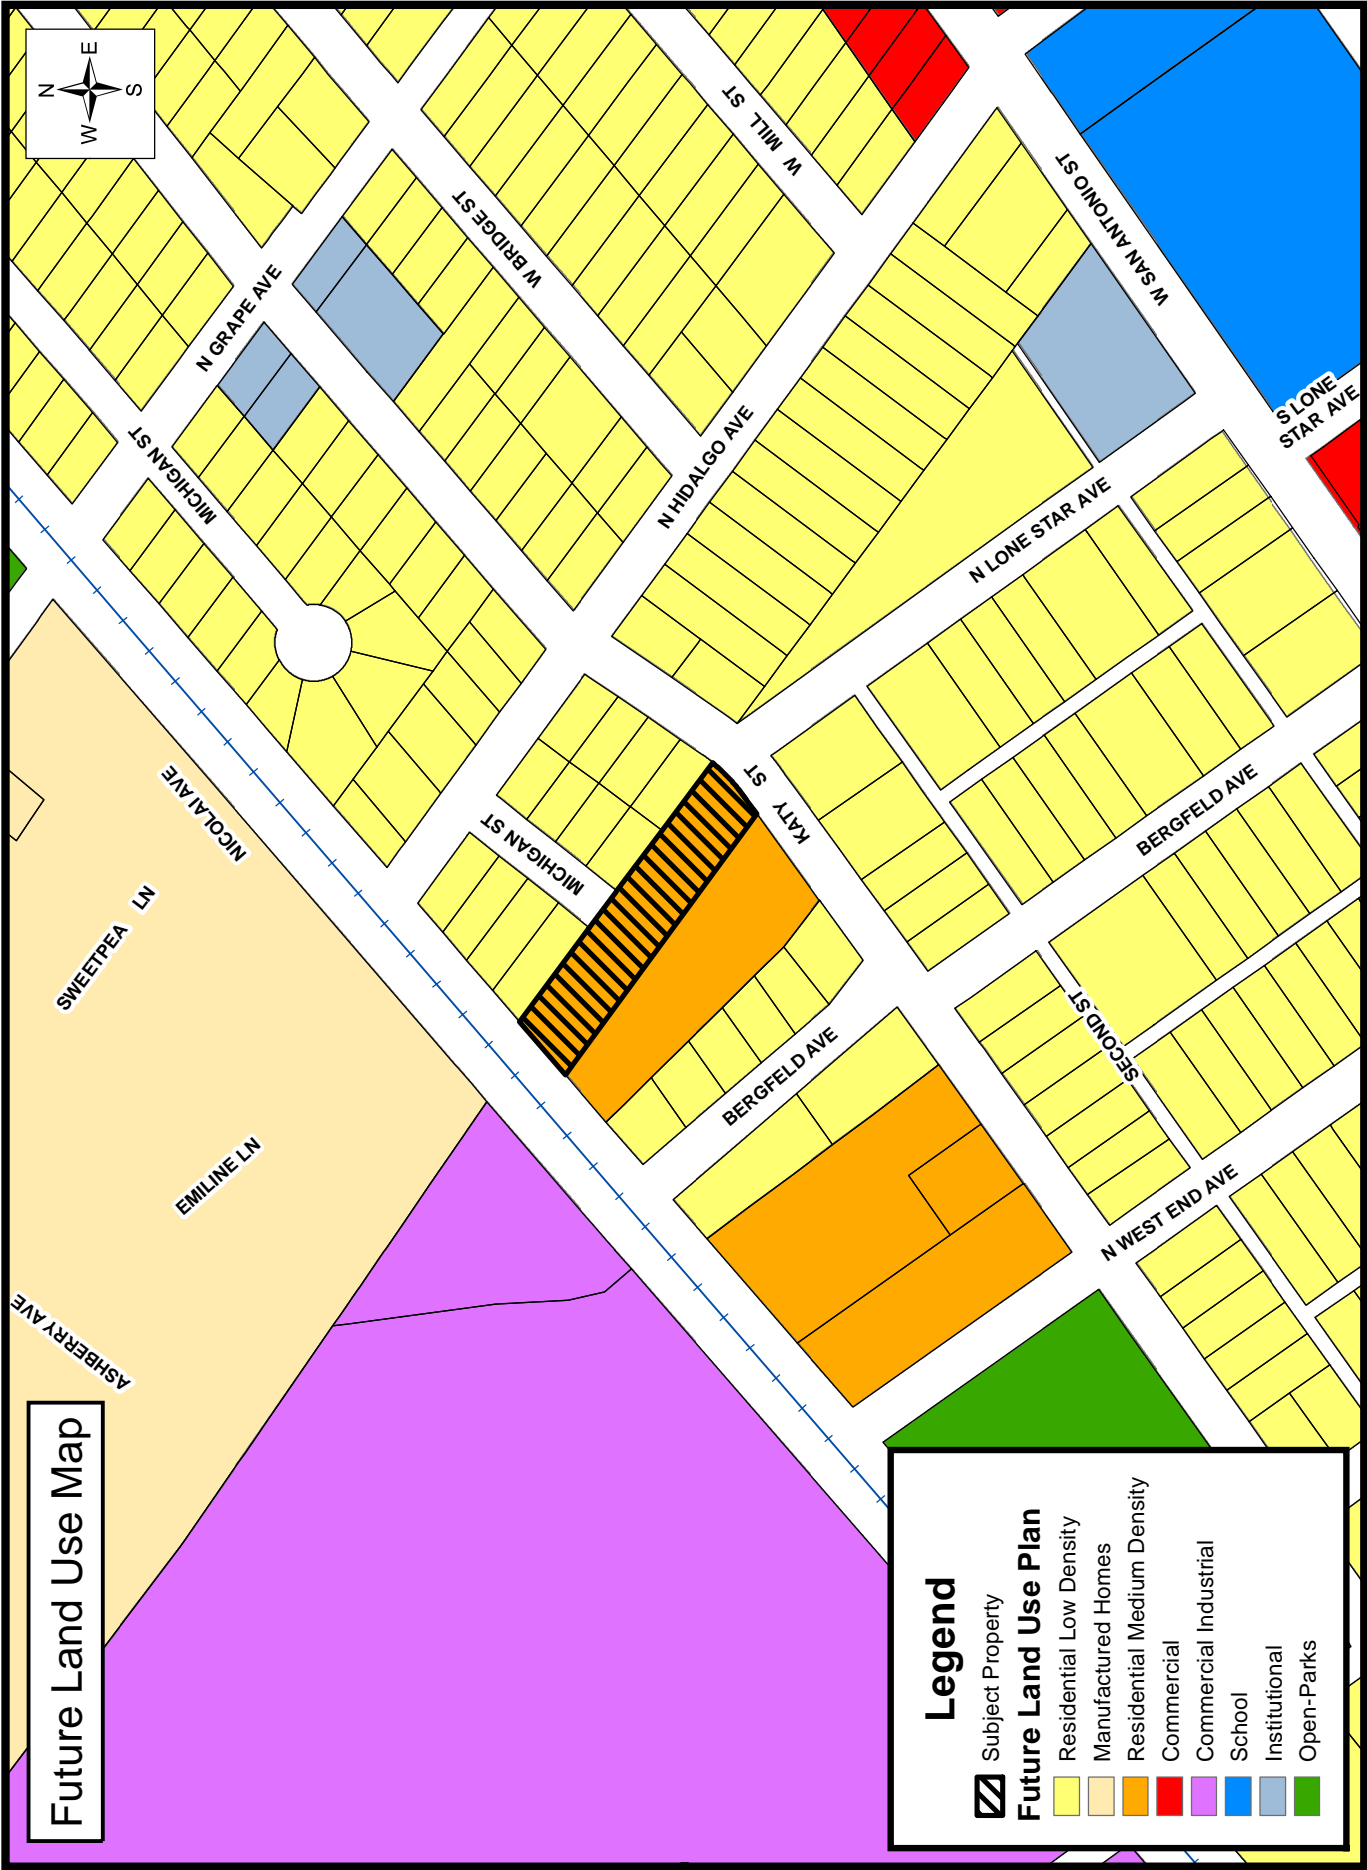 Future Land Use Map
N
W
E
S
ASHBERRY AVE
EMILINE LN
SWEETPEA LN
NICOLAI AVE
MICHIGAN ST
N GRAPE AVE
W BRIDGE ST
W MILL ST
MICHIGAN ST
N HIDALGO AVE
W SAN ANTONIO ST
KATY ST
N LONE STAR AVE
S LONE
STAR AVE
BERGFELD AVE
BERGFELD AVE
SECOND ST
N WEST END AVE
Legend
Subject Property
Future Land Use Plan
Residential Low Density
Manufactured Homes
Residential Medium Density
Commercial
Commercial Industrial
School
Institutional
Open-Parks